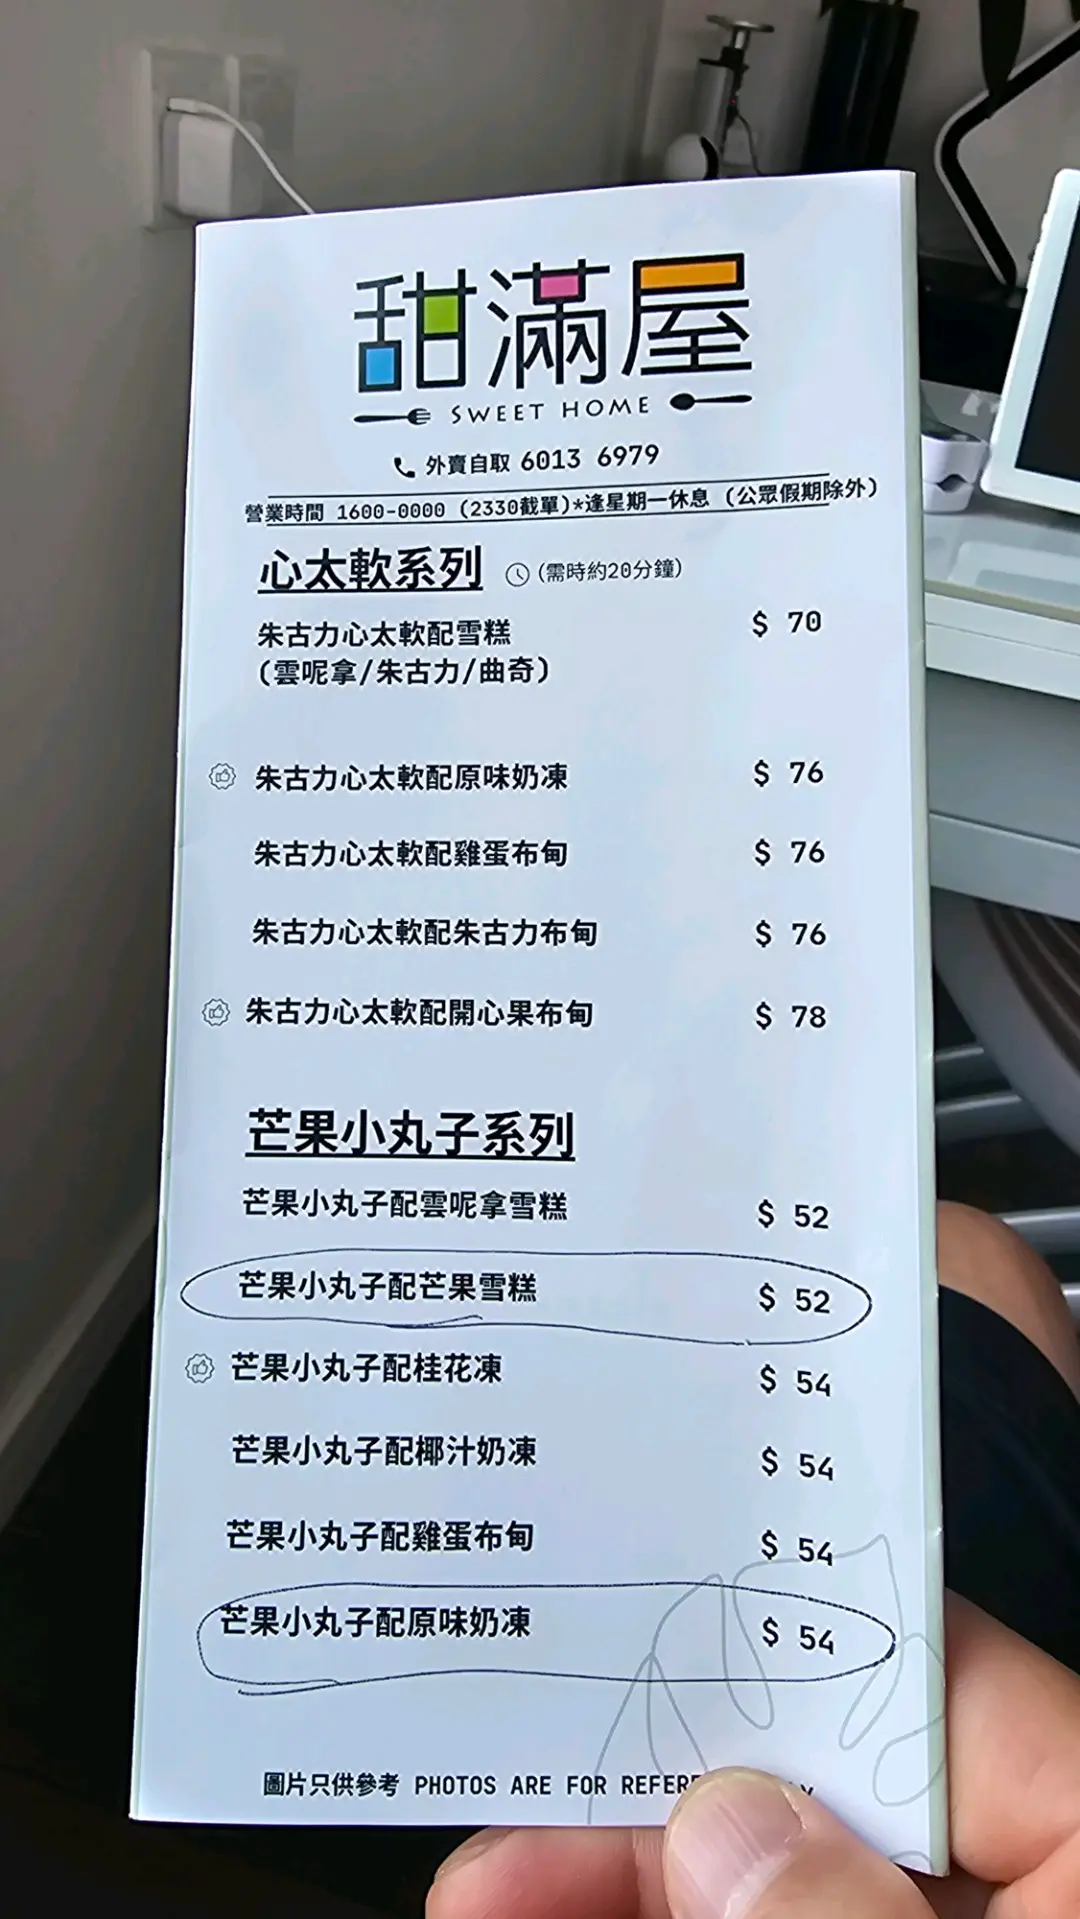 甜滿屋
SWEET HOME
外賣自取 6013 6979
營業時間 1600-0000 (2330截單)*逢星期一休息 (公眾假期除外)
心太軟系列 (需時約20分鐘)
朱古力心太軟配雪糕 $ 70
(雲呢拿/朱古力/曲奇)
朱古力心太軟配原味奶凍 $ 76
朱古力心太軟配雞蛋布甸 $ 76
朱古力心太軟配朱古力布甸 $ 76
朱古力心太軟配開心果布甸 $ 78
芒果小丸子系列
芒果小丸子配雲呢拿雪糕 $ 52
芒果小丸子配芒果雪糕 $ 52
芒果小丸子配桂花凍 $ 54
芒果小丸子配椰汁奶凍 $ 54
芒果小丸子配雞蛋布甸 $ 54
芒果小丸子配原味奶凍 $ 54
圖片只供參考 PHOTOS ARE FOR